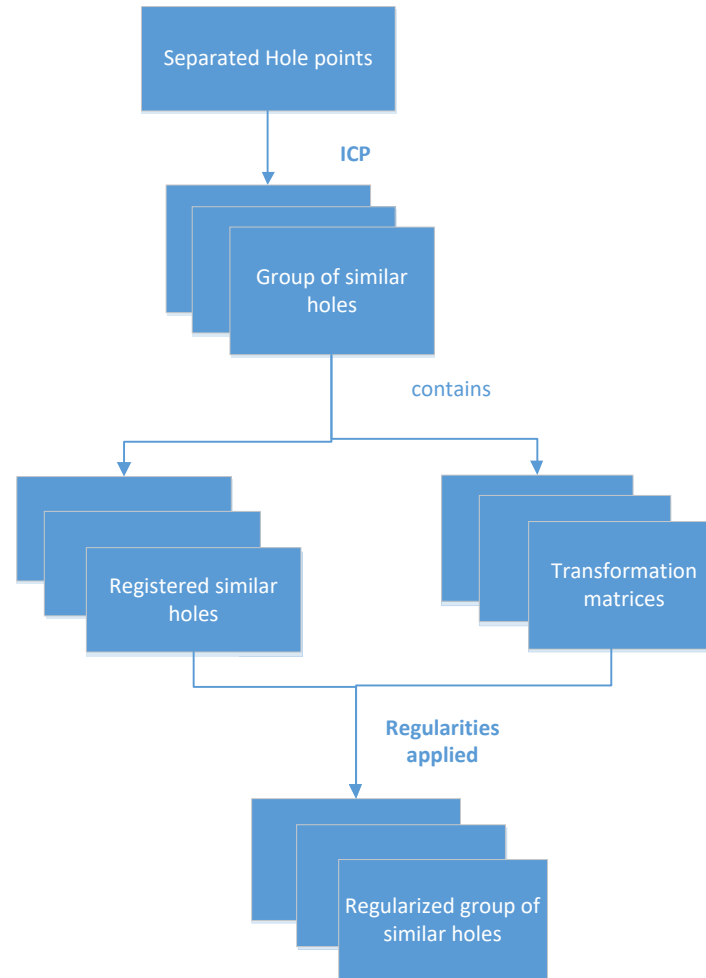 Separated Hole points
ICP
Group of similar
holes
contains
Registered similar
holes
Transformation
matrices
Regularities
applied
Regularized group of
similar holes